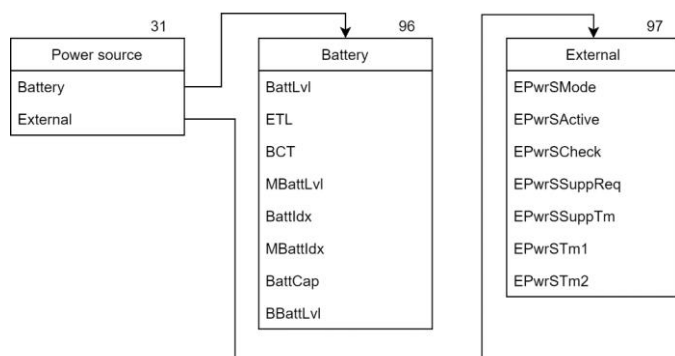 31
Power source
Battery
External
96
Battery
BattLvl
ETL
BCT
MBattLvl
BattIdx
MBattIdx
BattCap
BBattLvl
97
External
EPwrSMode
EPwrSActive
EPwrSCheck
EPwrSSuppReq
EPwrSSuppTm
EPwrSTm1
EPwrSTm2